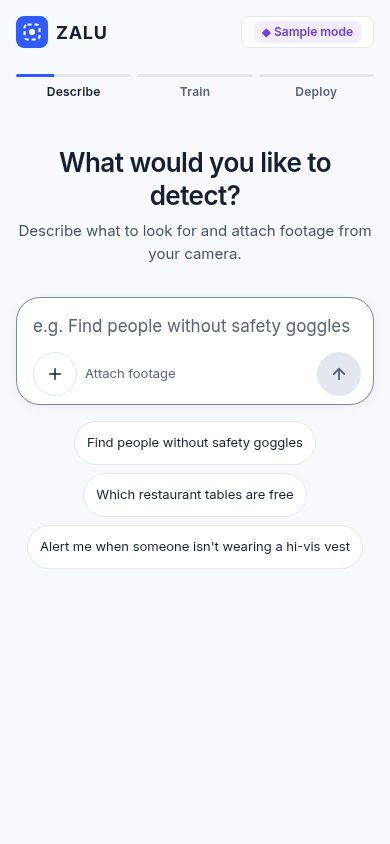 ZALU
◆ Sample mode
Describe
Train
Deploy
What would you like to
detect?
Describe what to look for and attach footage from
your camera.
e.g. Find people without safety goggles
Attach footage
Find people without safety goggles
Which restaurant tables are free
Alert me when someone isn't wearing a hi-vis vest